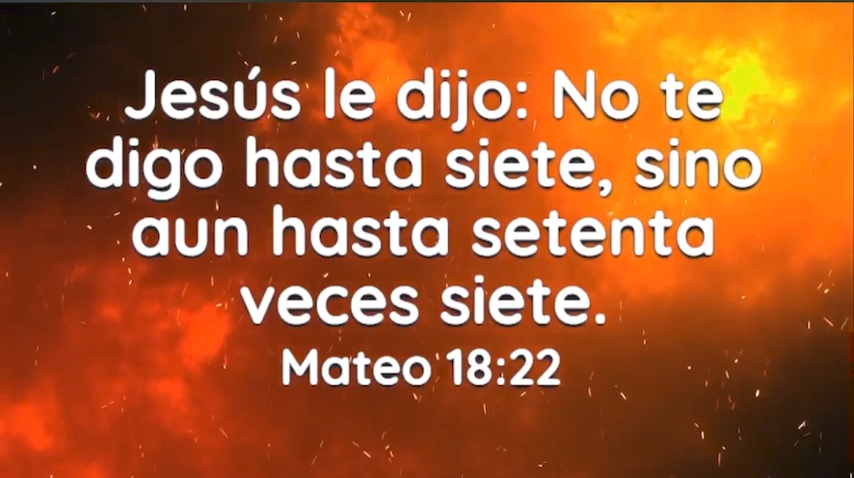 Jesús le dijo: No te
digo hasta siete, sino
aun hasta setenta
veces siete.
Mateo 18:22